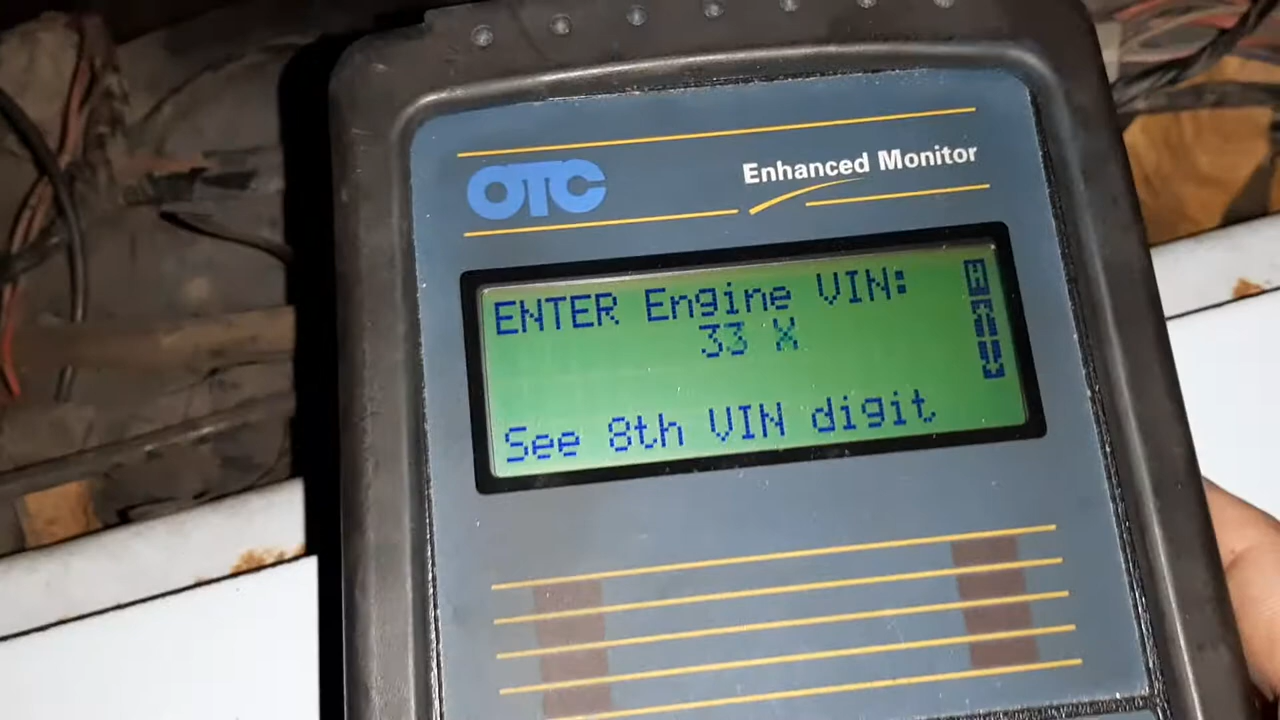 OTC
Enhanced Monitor
ENTER Engine VIN:
33 X
See 8th VIN digit